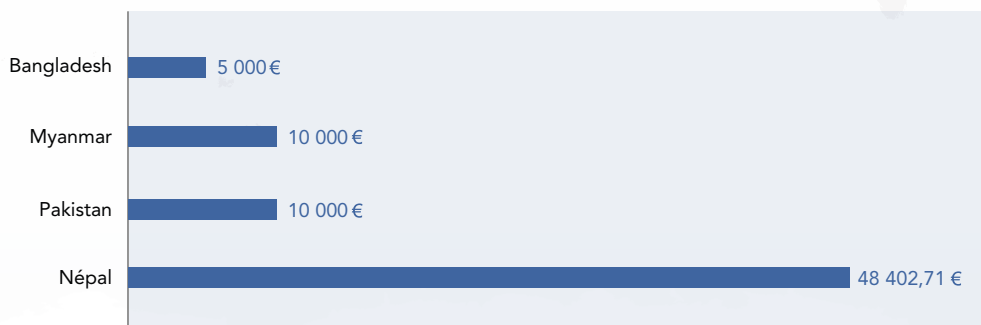 Bangladesh 5 000 €
Myanmar 10 000 €
Pakistan 10 000 €
Népal 48 402,71 €